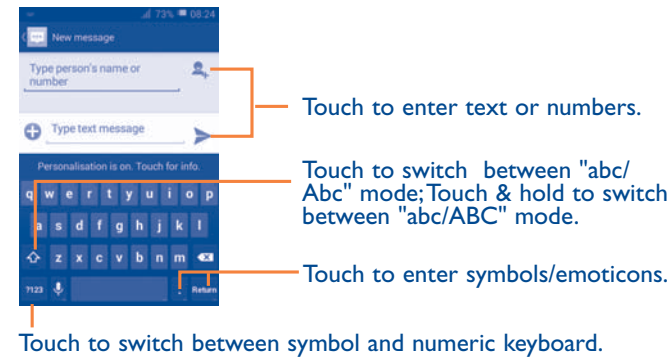 73% 08:24
New message
Type person's name or
number
Touch to enter text or numbers.
Type text message
Personalisation is on. Touch for info.
Touch to switch  between "abc/
Abc" mode;Touch & hold to switch
between "abc/ABC" mode.
q w e r t y u i o p
a s d f g h j k l
z x c v b n m
Touch to enter symbols/emoticons.
?123 . Return
Touch to switch between symbol and numeric keyboard.